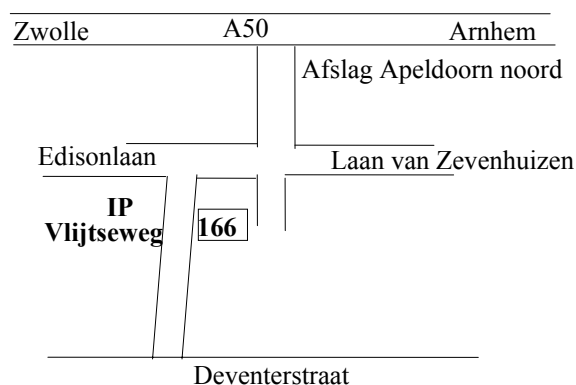 Zwolle A50 Arnhem
Afslag Apeldoorn noord
Edisonlaan Laan van Zevenhuizen
IP
Vlijtseweg 166
Deventerstraat